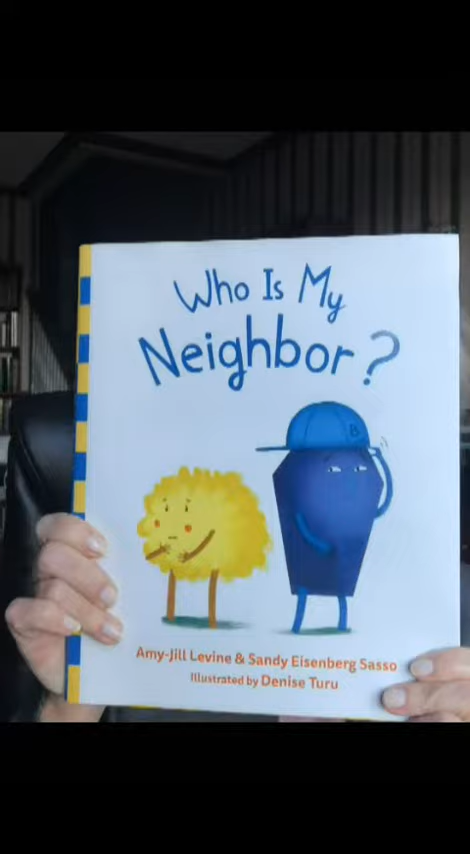 Who Is My
Neighbor?
B
Amy-Jill Levine & Sandy Eisenberg Sasso
Illustrated by Denise Turu